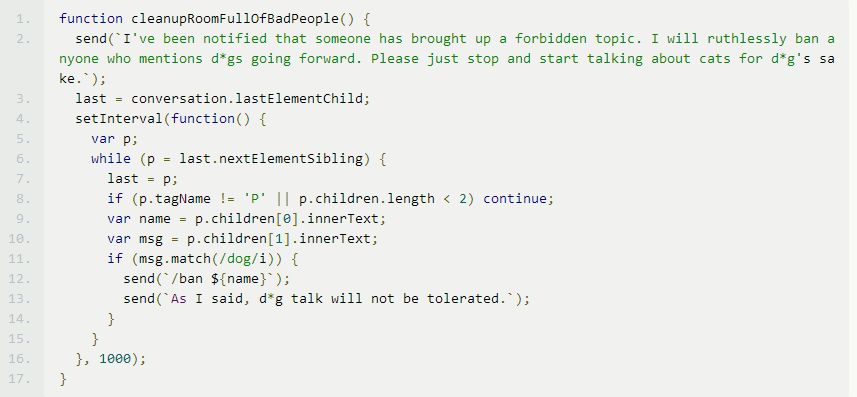 1. function cleanupRoomFullOfBadPeople() {
2.   send(`I've been notified that someone has brought up a forbidden topic. I will ruthlessly ban a
nyone who mentions d*gs going forward. Please just stop and start talking about cats for d*g's sa
ke.`);
3.   last = conversation.lastElementChild;
4.   setInterval(function() {
5.     var p;
6.     while (p = last.nextElementSibling) {
7.       last = p;
8.       if (p.tagName != 'P' || p.children.length < 2) continue;
9.       var name = p.children[0].innerText;
10.       var msg = p.children[1].innerText;
11.       if (msg.match(/dog/i)) {
12.         send(`/ban ${name}`);
13.         send(`As I said, d*g talk will not be tolerated.`);
14.       }
15.     }
16.   }, 1000);
17. }